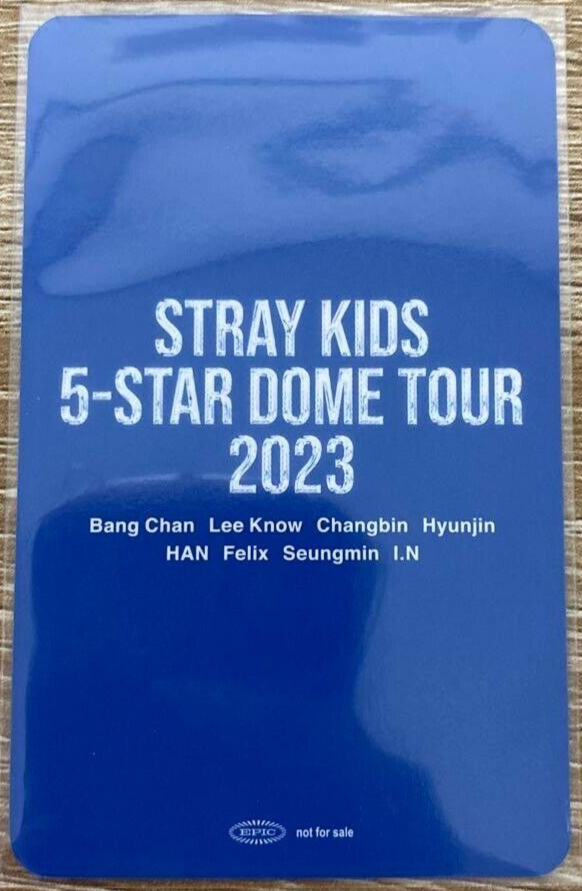 STRAY KIDS
5-STAR DOME TOUR
2023
Bang Chan Lee Know Changbin Hyunjin
HAN Felix Seungmin I.N
EPIC not for sale